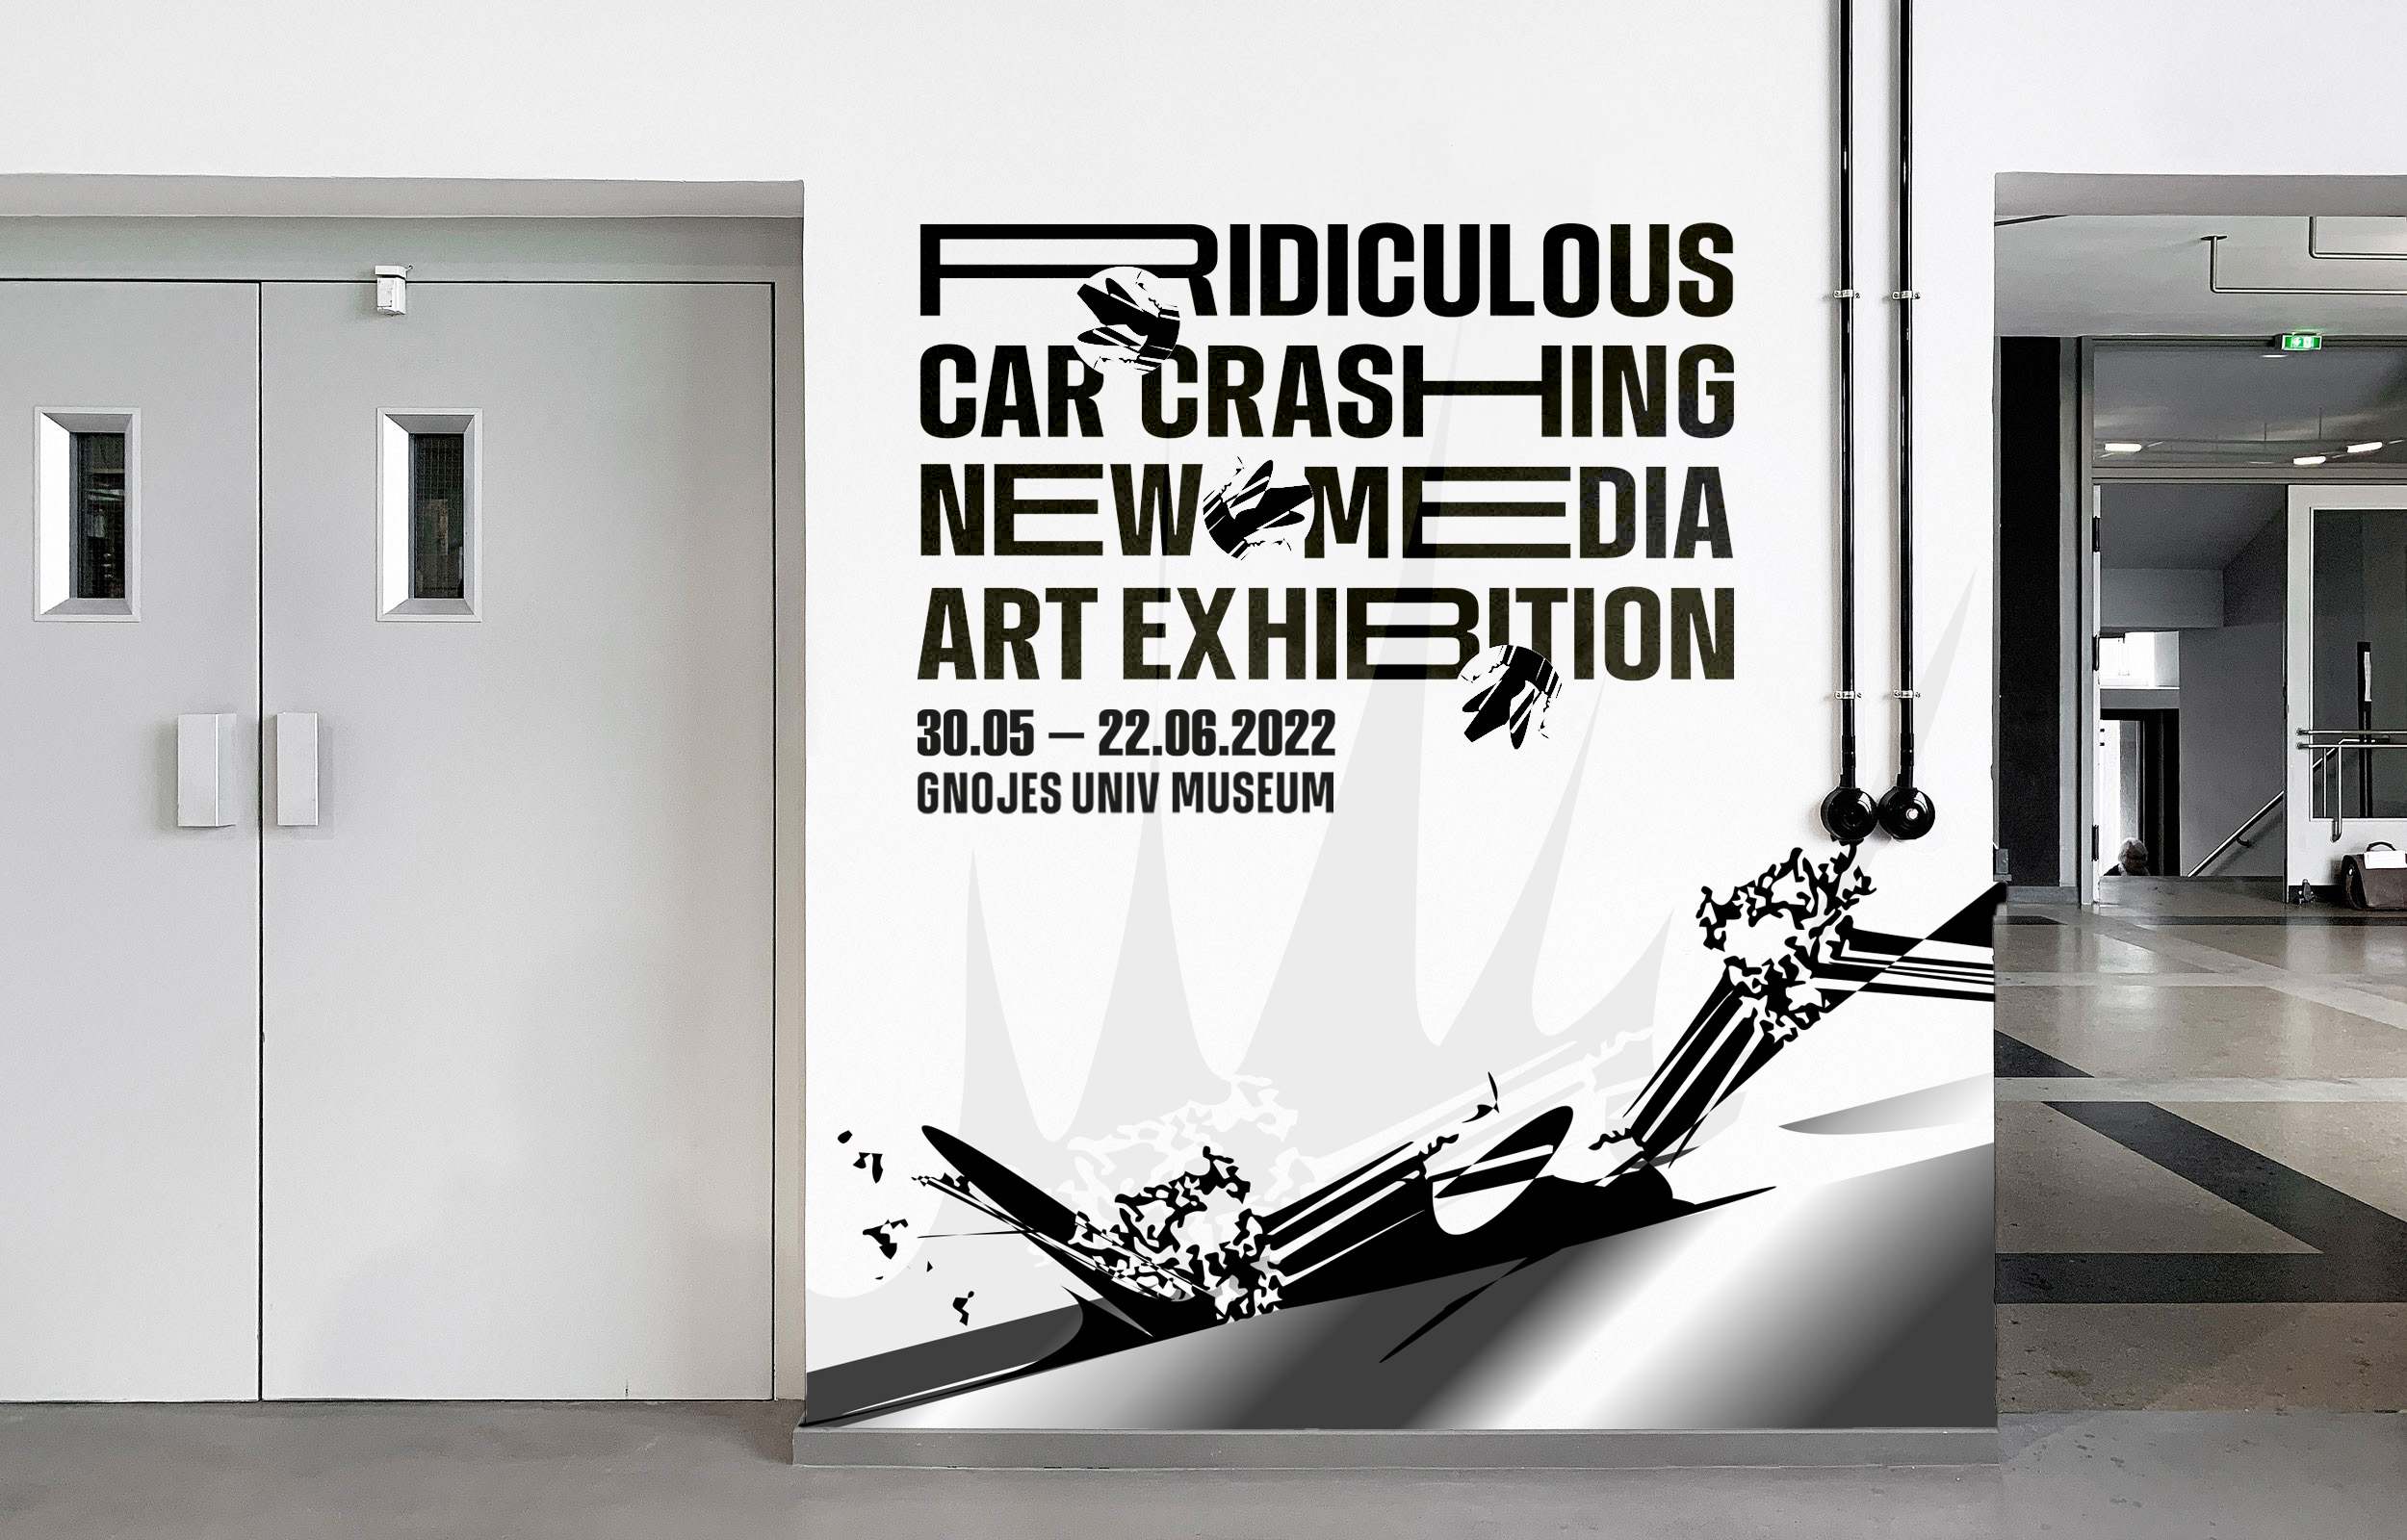 RIDICULOUS
CAR CRASHING
NEW MEDIA
ART EXHIBITION
30.05 — 22.06.2022
GNOJES UNIV MUSEUM